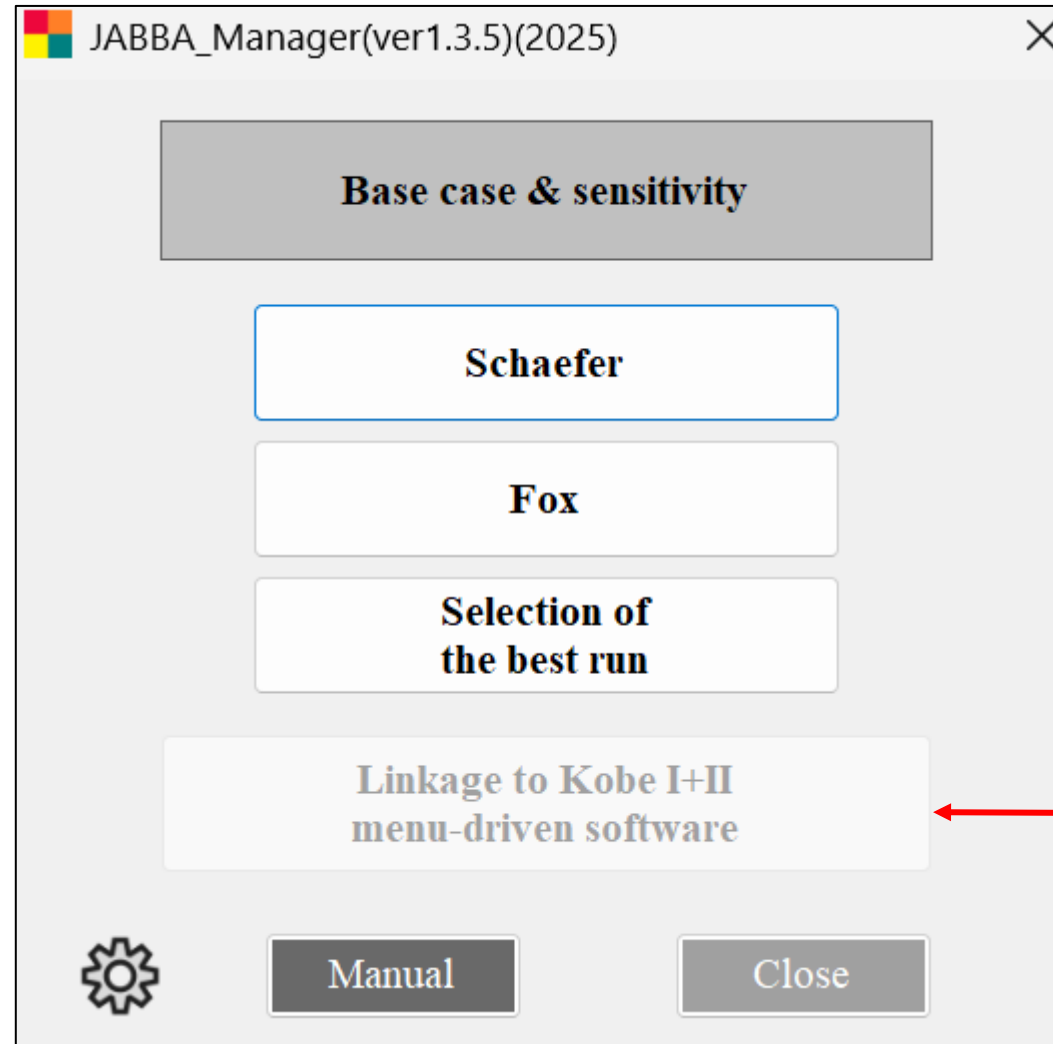 JABBA_Manager(ver1.3.5)(2025)
Base case & sensitivity
Schaefer
Fox
Selection of
the best run
Linkage to Kobe I+II
menu-driven software
Manual
Close